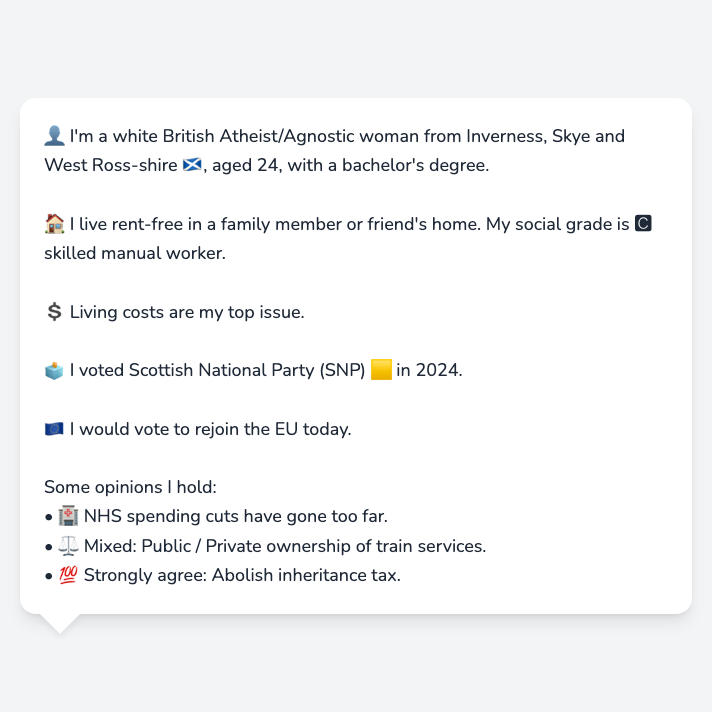 👤 I'm a white British Atheist/Agnostic woman from Inverness, Skye and
West Ross-shire 🏴󠁧󠁢󠁳󠁣󠁴󠁿, aged 24, with a bachelor's degree.
🏠 I live rent-free in a family member or friend's home. My social grade is 🅲
skilled manual worker.
💲 Living costs are my top issue.
🗳️ I voted Scottish National Party (SNP) 🟨 in 2024.
🇪🇺 I would vote to rejoin the EU today.
Some opinions I hold:
• 🏥 NHS spending cuts have gone too far.
• ⚖️ Mixed: Public / Private ownership of train services.
• 💯 Strongly agree: Abolish inheritance tax.